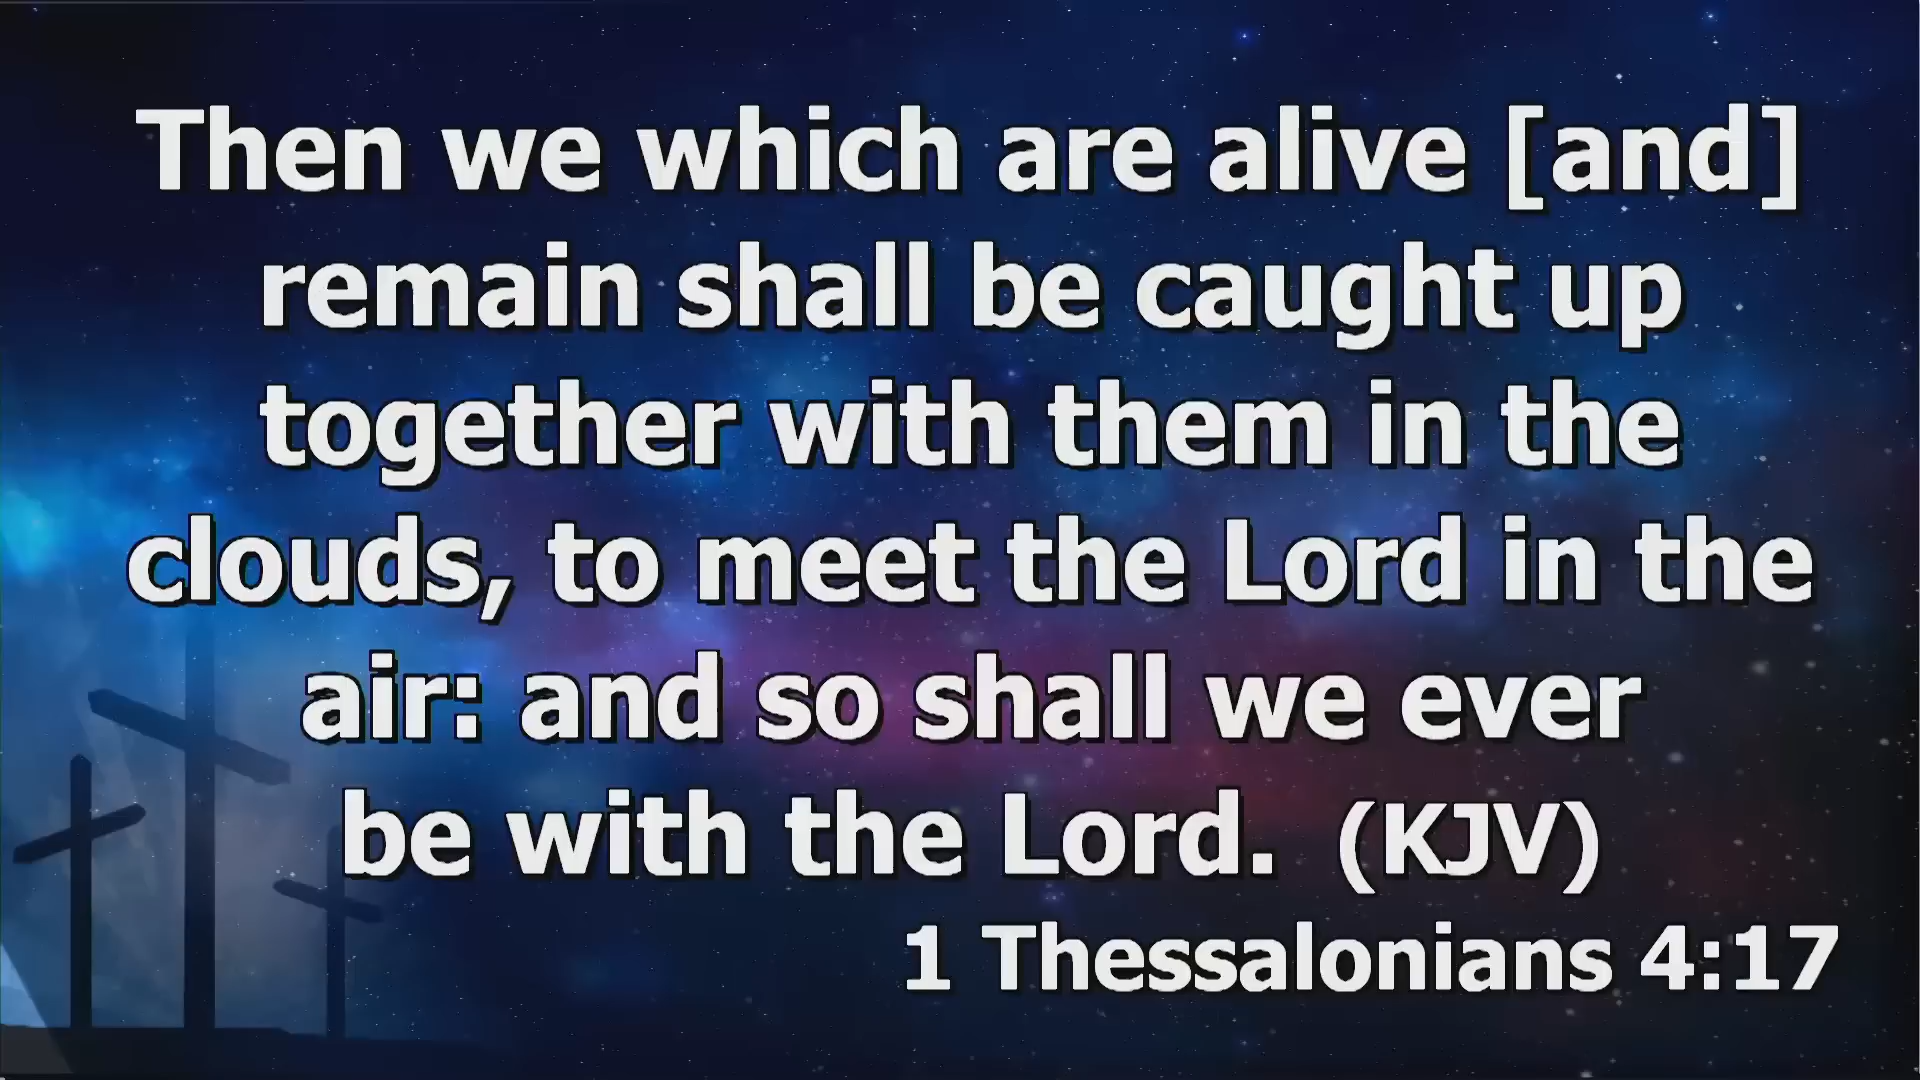 Then we which are alive [and]
remain shall be caught up
together with them in the
clouds, to meet the Lord in the
air: and so shall we ever
be with the Lord.  (KJV)
1 Thessalonians 4:17